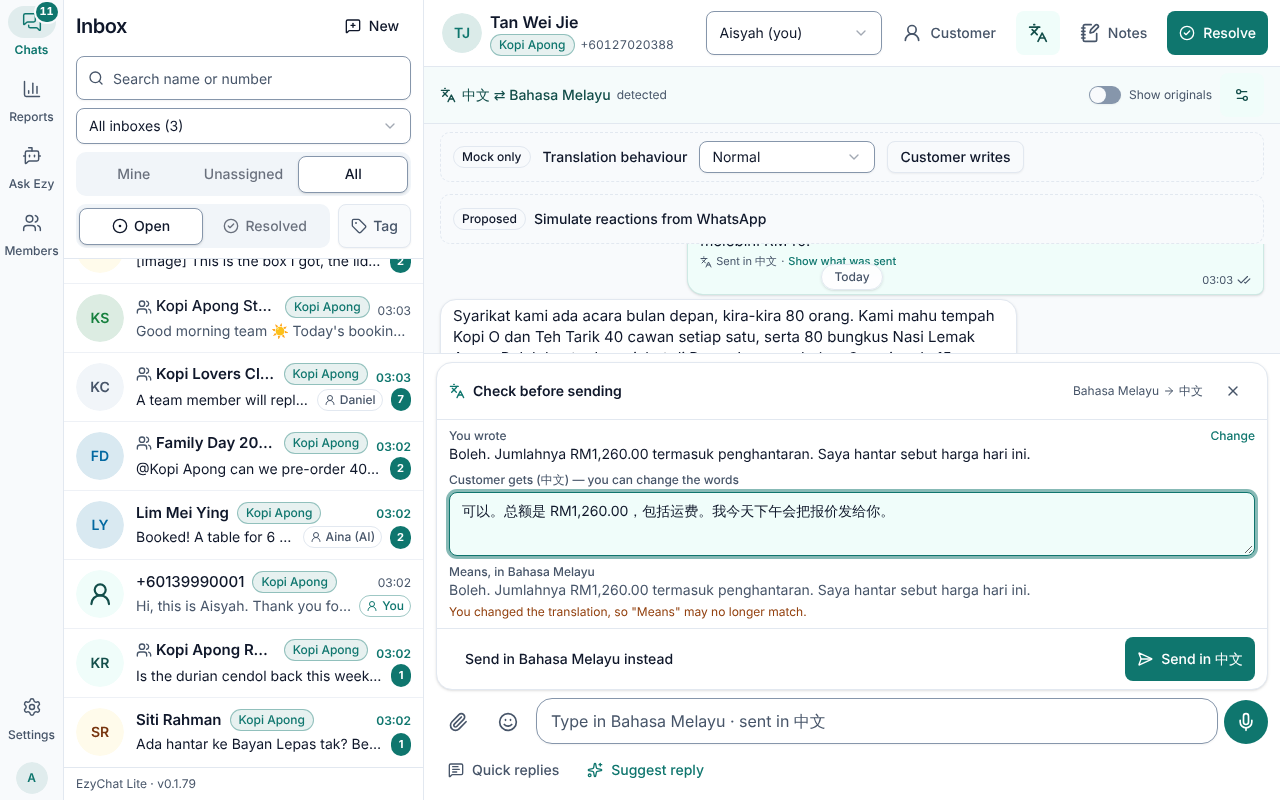 11
Chats
Reports
Ask Ezy
Members
Settings
A
Inbox
New
Search name or number
All inboxes (3)
Mine
Unassigned
All
Open
Resolved
Tag
[Image] This is the box I got, the lid...
2
KS
Kopi Apong St...
Kopi Apong
03:03
Good morning team ☀️ Today's bookin...
KC
Kopi Lovers Cl...
Kopi Apong
03:03
A team member will repl...
Daniel
7
FD
Family Day 20...
Kopi Apong
03:02
@Kopi Apong can we pre-order 40...
2
LY
Lim Mei Ying
Kopi Apong
03:02
Booked! A table for 6 ...
Aina (AI)
2
+60139990001
Kopi Apong
03:02
Hi, this is Aisyah. Thank you fo...
You
KR
Kopi Apong R...
Kopi Apong
03:02
Is the durian cendol back this week...
1
SR
Siti Rahman
Kopi Apong
03:02
Ada hantar ke Bayan Lepas tak? Be...
1
EzyChat Lite · v0.1.79
TJ
Tan Wei Jie
Kopi Apong
+60127020388
Aisyah (you)
Customer
Notes
Resolve
中文 ⇄ Bahasa Melayu detected
Show originals
Mock only
Translation behaviour
Normal
Customer writes
Proposed
Simulate reactions from WhatsApp
Sent in 中文 · Show what was sent
03:03
Today
Syarikat kami ada acara bulan depan, kira-kira 80 orang. Kami mahu tempah
Kopi O dan Teh Tarik 40 cawan setiap satu, serta 80 bungkus Nasi Lemak
Check before sending
Bahasa Melayu → 中文
You wrote
Change
Boleh. Jumlahnya RM1,260.00 termasuk penghantaran. Saya hantar sebut harga hari ini.
Customer gets (中文) — you can change the words
可以。总额是 RM1,260.00，包括运费。我今天下午会把报价发给你。
Means, in Bahasa Melayu
Boleh. Jumlahnya RM1,260.00 termasuk penghantaran. Saya hantar sebut harga hari ini.
You changed the translation, so "Means" may no longer match.
Send in Bahasa Melayu instead
Send in 中文
Type in Bahasa Melayu · sent in 中文
Quick replies
Suggest reply